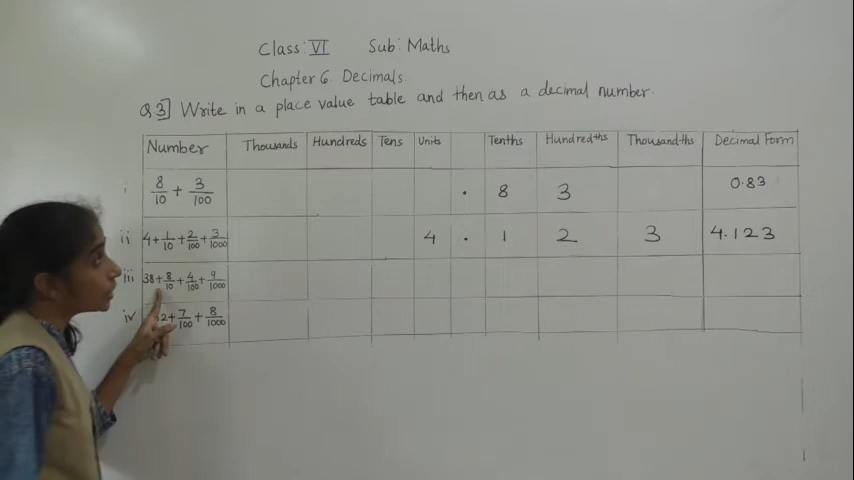 Class: VI Sub: Maths
Chapter 6. Decimals.
Q 3] Write in a place value table and then as a decimal number.
Number Thousands Hundreds Tens Units Tenths Hundredths Thousandths Decimal Form
i 8/10 + 3/100 . 8 3 0.83
ii 4 + 1/10 + 2/100 + 3/1000 4 . 1 2 3 4.123
iii 38 + 8/10 + 4/100 + 9/1000
iv 2 + 7/100 + 8/1000